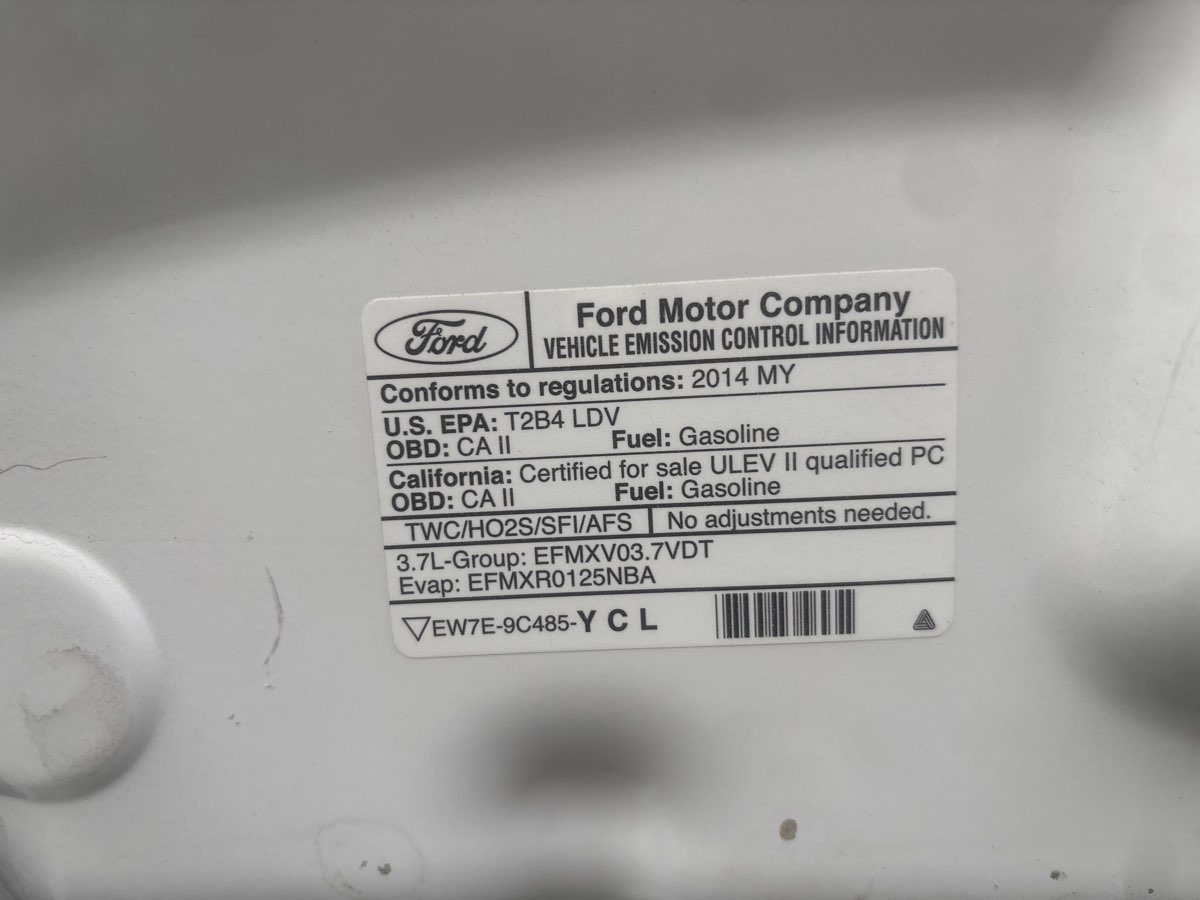 Ford
Ford Motor Company
VEHICLE EMISSION CONTROL INFORMATION
Conforms to regulations: 2014 MY
U.S. EPA: T2B4 LDV
OBD: CA II Fuel: Gasoline
California: Certified for sale ULEV II qualified PC
OBD: CA II Fuel: Gasoline
TWC/HO2S/SFI/AFS No adjustments needed.
3.7L-Group: EFMXV03.7VDT
Evap: EFMXR0125NBA
EW7E-9C485-Y C L